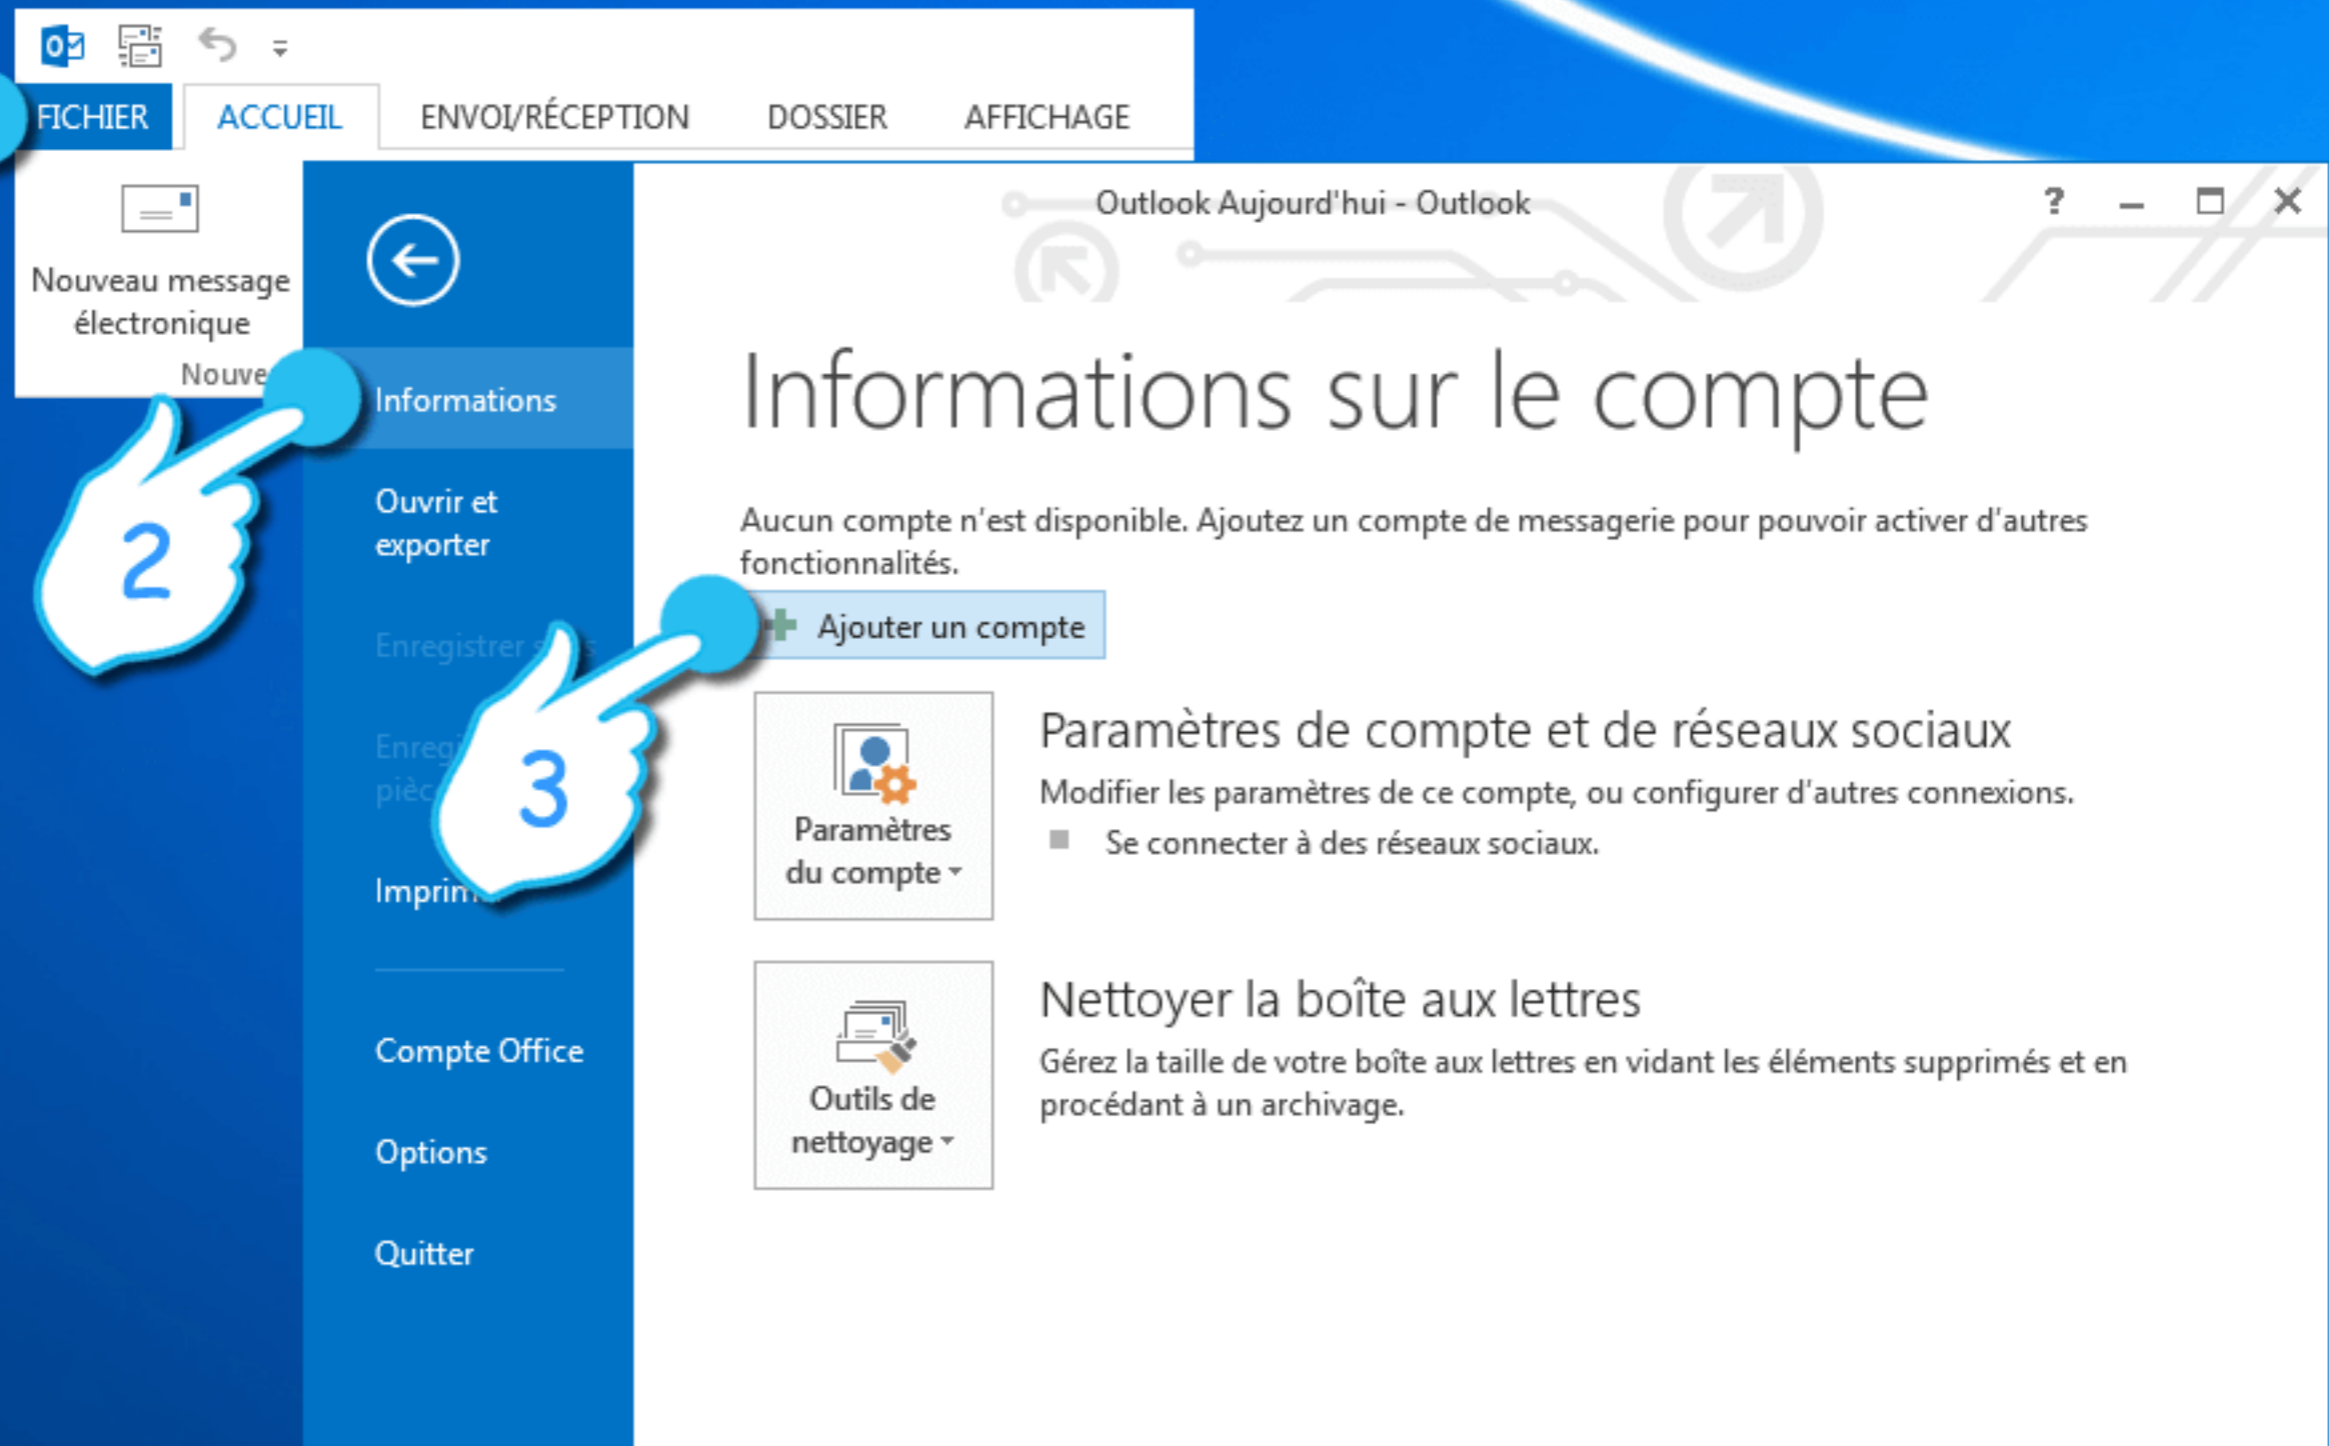 FICHIER ACCUEIL ENVOI/RÉCEPTION DOSSIER AFFICHAGE
Nouveau message
électronique
Outlook Aujourd'hui - Outlook
?
Informations
Ouvrir et
exporter
Enregistrer
Compte Office
Options
Quitter
2
3
Informations sur le compte
Aucun compte n'est disponible. Ajoutez un compte de messagerie pour pouvoir activer d'autres
fonctionnalités.
Ajouter un compte
Paramètres
du compte
Paramètres de compte et de réseaux sociaux
Modifier les paramètres de ce compte, ou configurer d'autres connexions.
Se connecter à des réseaux sociaux.
Outils de
nettoyage
Nettoyer la boîte aux lettres
Gérez la taille de votre boîte aux lettres en vidant les éléments supprimés et en
procédant à un archivage.